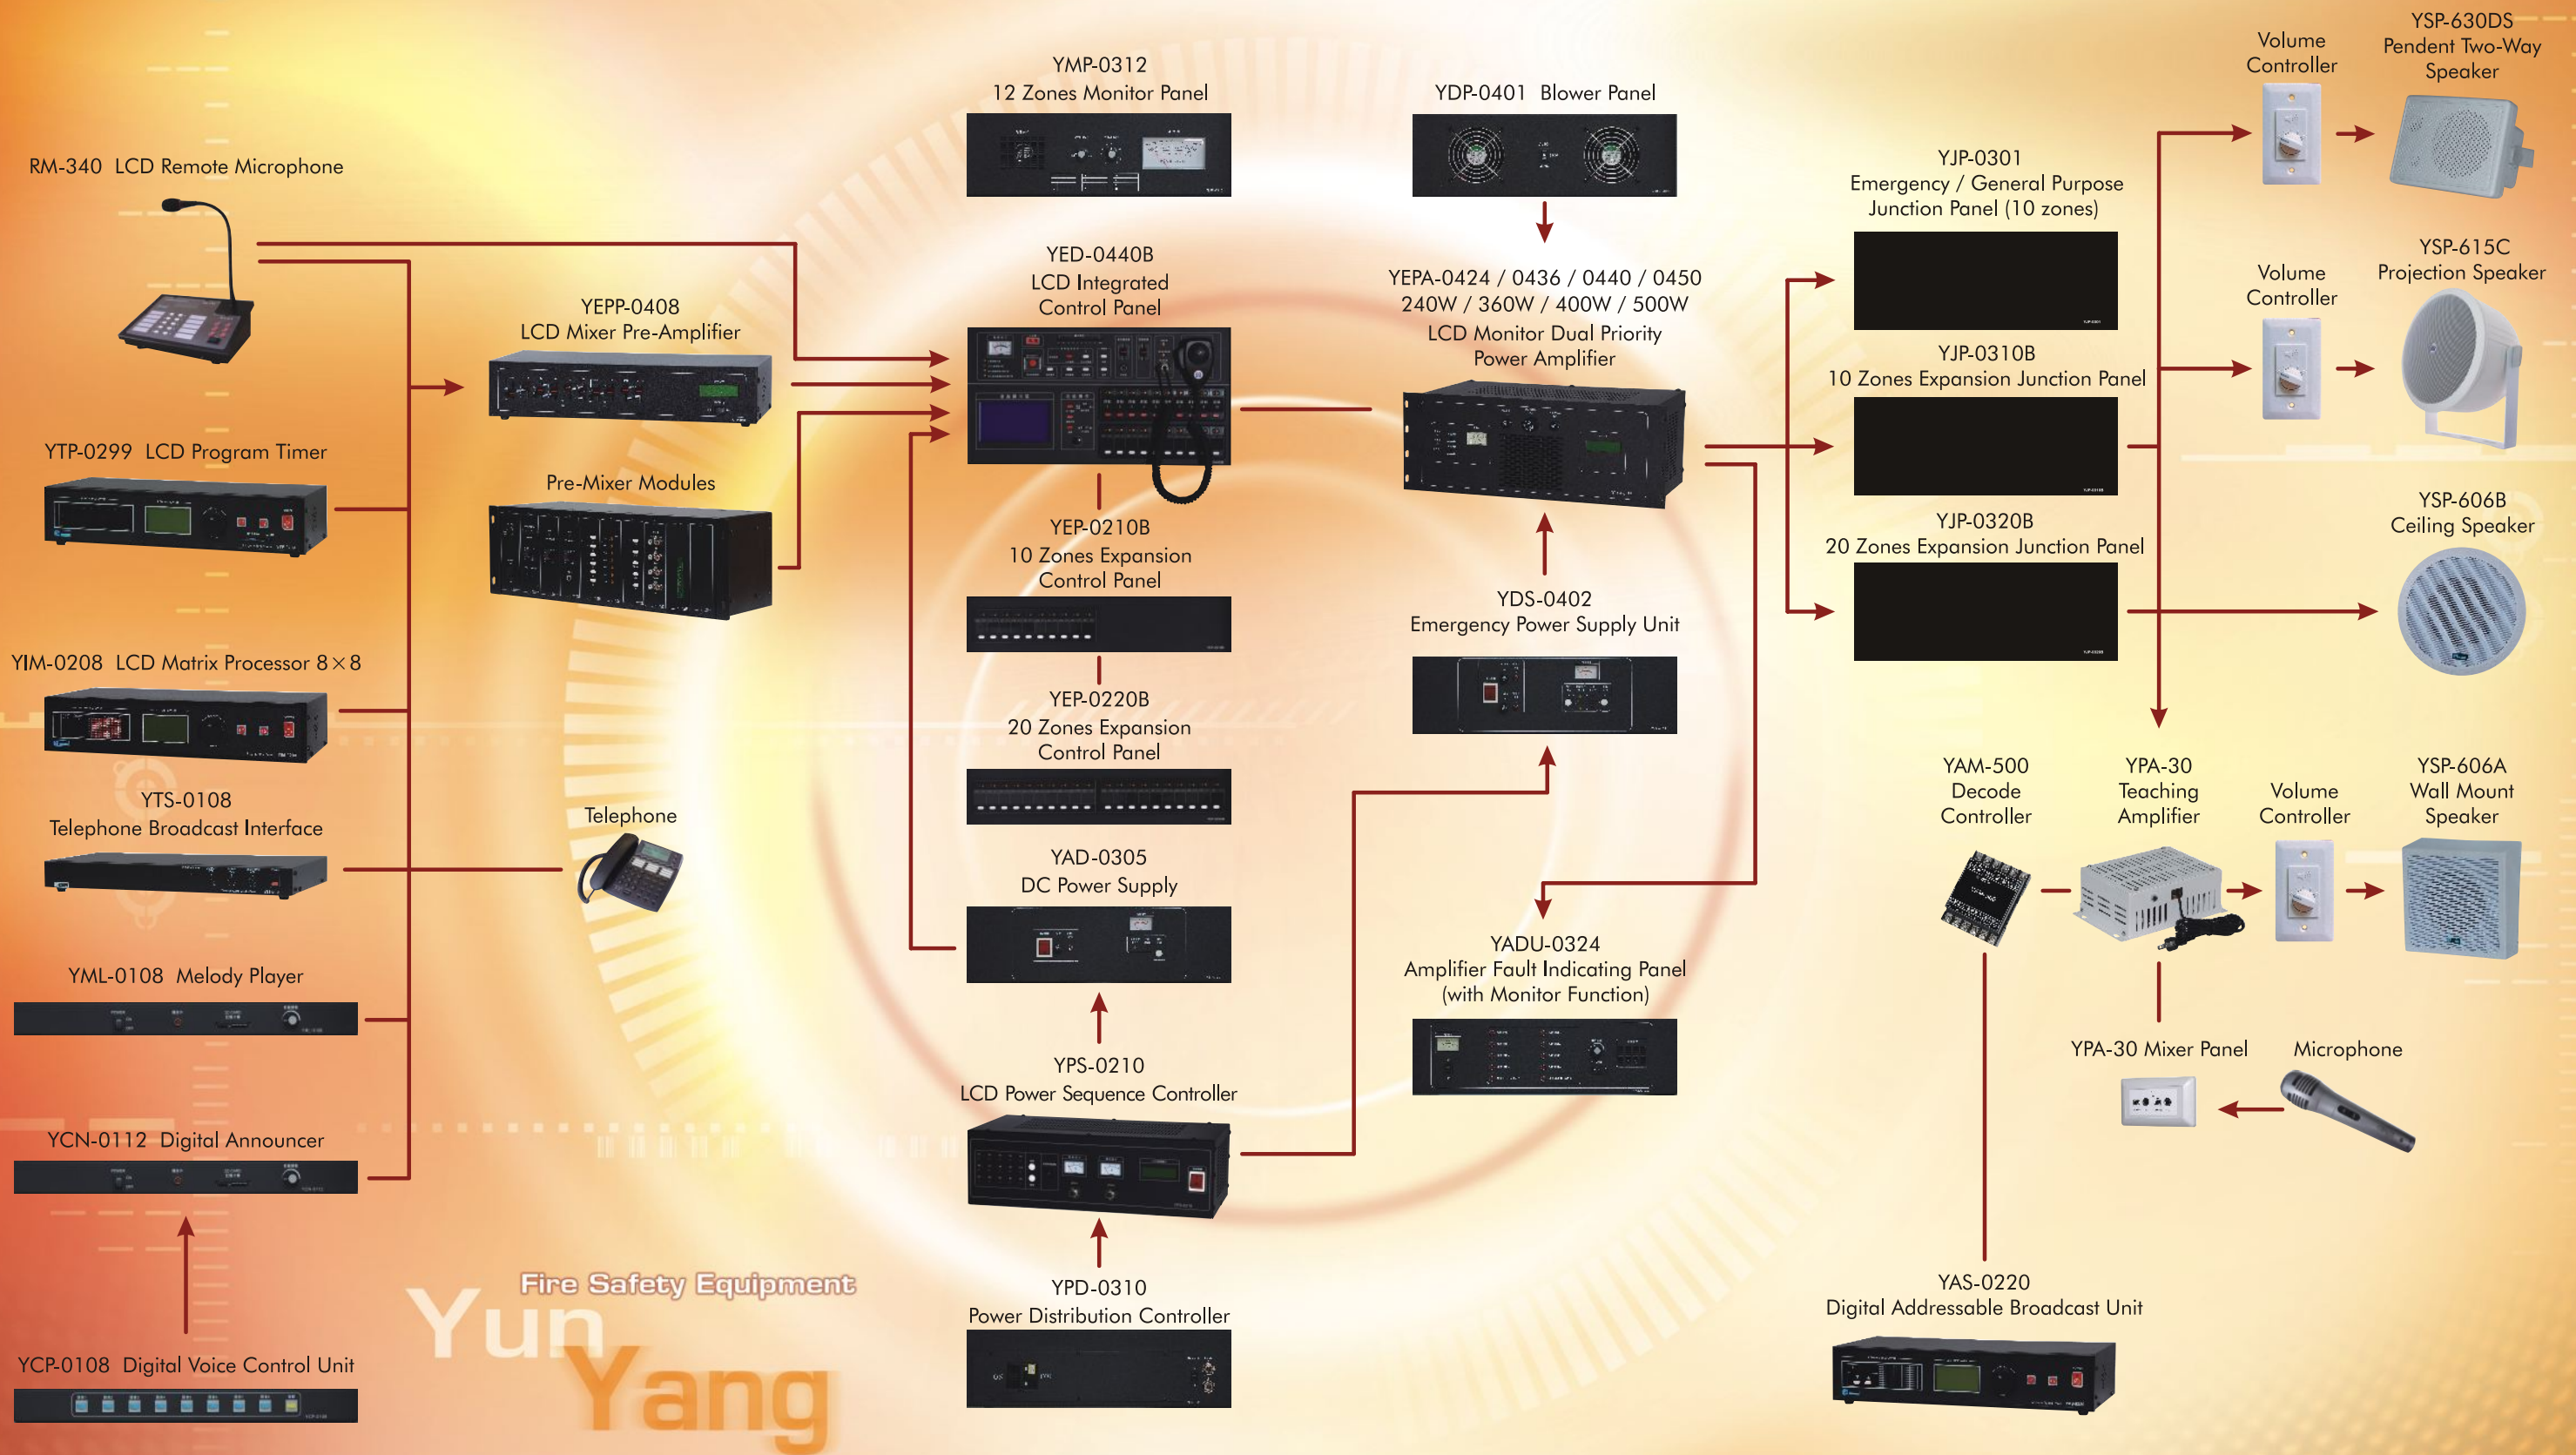 RM-340 LCD Remote Microphone
YTP-0299 LCD Program Timer
YIM-0208 LCD Matrix Processor 8×8
YTS-0108
Telephone Broadcast Interface
YML-0108 Melody Player
YCN-0112 Digital Announcer
YCP-0108 Digital Voice Control Unit
YEPP-0408
LCD Mixer Pre-Amplifier
Pre-Mixer Modules
Telephone
Fire Safety Equipment
Yun
Yang
YMP-0312
12 Zones Monitor Panel
YED-0440B
LCD Integrated
Control Panel
YEP-0210B
10 Zones Expansion
Control Panel
YEP-0220B
20 Zones Expansion
Control Panel
YAD-0305
DC Power Supply
YPS-0210
LCD Power Sequence Controller
YPD-0310
Power Distribution Controller
YDP-0401 Blower Panel
YEPA-0424 / 0436 / 0440 / 0450
240W / 360W / 400W / 500W
LCD Monitor Dual Priority
Power Amplifier
YDS-0402
Emergency Power Supply Unit
YADU-0324
Amplifier Fault Indicating Panel
(with Monitor Function)
YJP-0301
Emergency / General Purpose
Junction Panel (10 zones)
YJP-0310B
10 Zones Expansion Junction Panel
YJP-0320B
20 Zones Expansion Junction Panel
Volume
Controller
YSP-630DS
Pendent Two-Way
Speaker
Volume
Controller
YSP-615C
Projection Speaker
YSP-606B
Ceiling Speaker
YAM-500
Decode
Controller
YPA-30
Teaching
Amplifier
Volume
Controller
YSP-606A
Wall Mount
Speaker
YPA-30 Mixer Panel
Microphone
YAS-0220
Digital Addressable Broadcast Unit